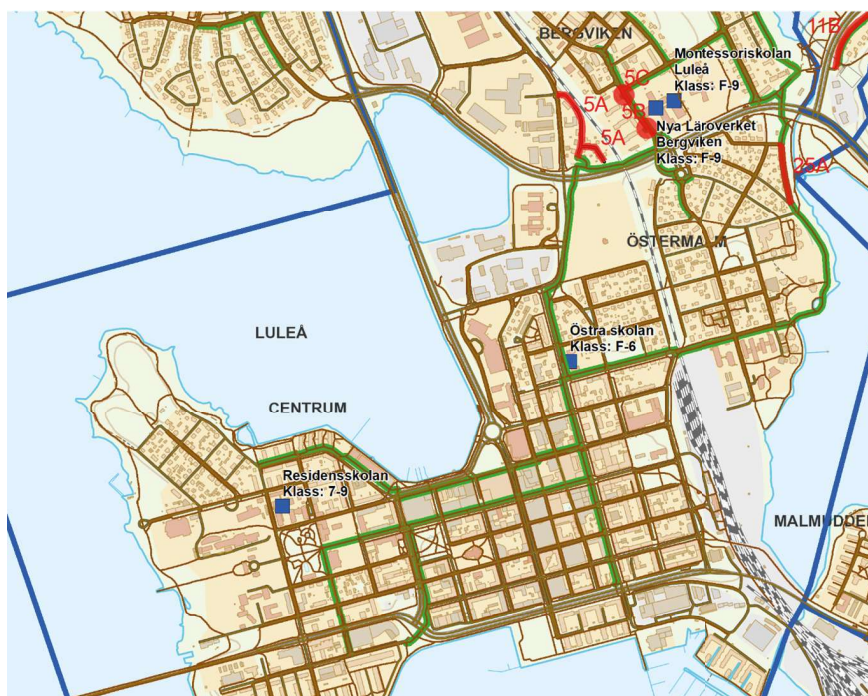 11B
BERGVIKEN
Montessoriskolan
Luleå
Klass: F-9
5C
5A
5B
5A
Nya Läroverket
Bergviken
Klass: F-9
25A
ÖSTERMALM
LULEÅ
Östra skolan
Klass: F-6
CENTRUM
Residensskolan
Klass: 7-9
MALMUDDE